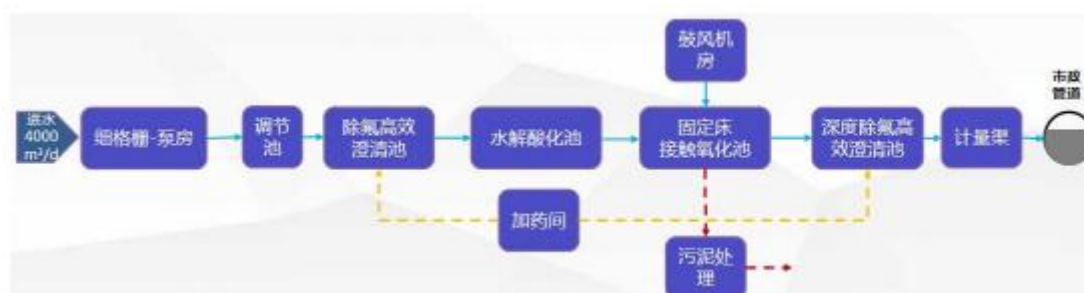 鼓风机
房
市政
管道
进水
4000
m³/d
细格栅-泵房
调节
池
除氟高效
澄清池
水解酸化池
固定床
接触氧化池
深度除氟高
效澄清池
计量渠
加药间
污泥处
理